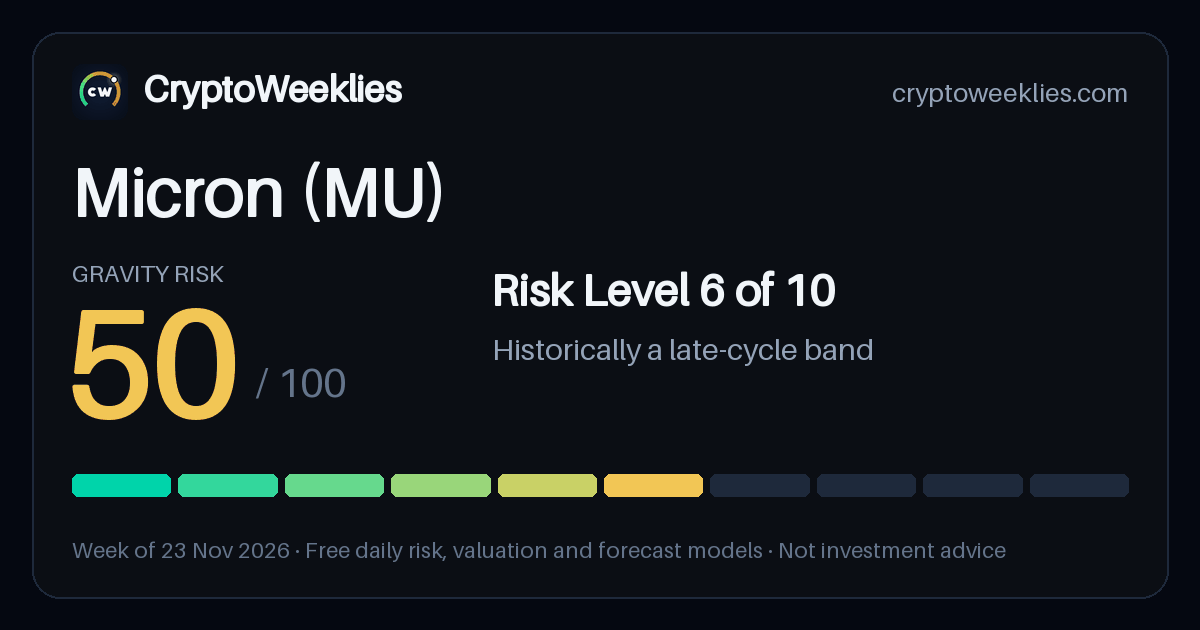 CW CryptoWeeklies
cryptoweeklies.com
Micron (MU)
GRAVITY RISK
50 / 100
Risk Level 6 of 10
Historically a late-cycle band
Week of 23 Nov 2026 · Free daily risk, valuation and forecast models · Not investment advice